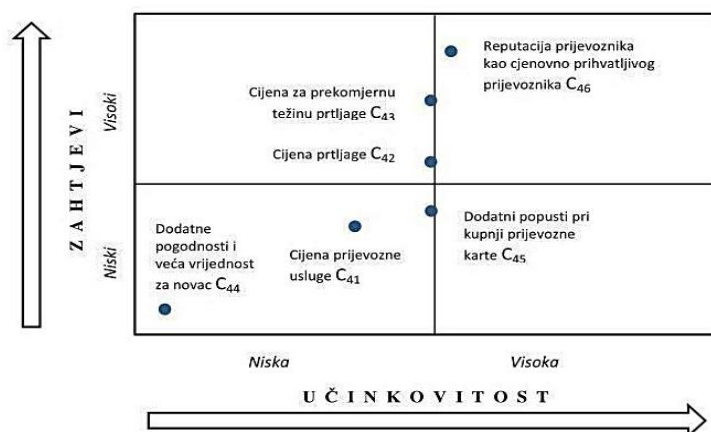 Reputacija prijevoznika
kao cjenovno prihvatljivog
prijevoznika C46
Cijena za prekomjernu
težinu prtljage C43
Cijena prtljage C42
Dodatne
pogodnosti i
veća vrijednost
za novac C44
Cijena prijevozne
usluge C41
Dodatni popusti pri
kupnji prijevozne
karte C45
ZAHTJEVI
Visoki
Niski
Niska
Visoka
UČINKOVITOST